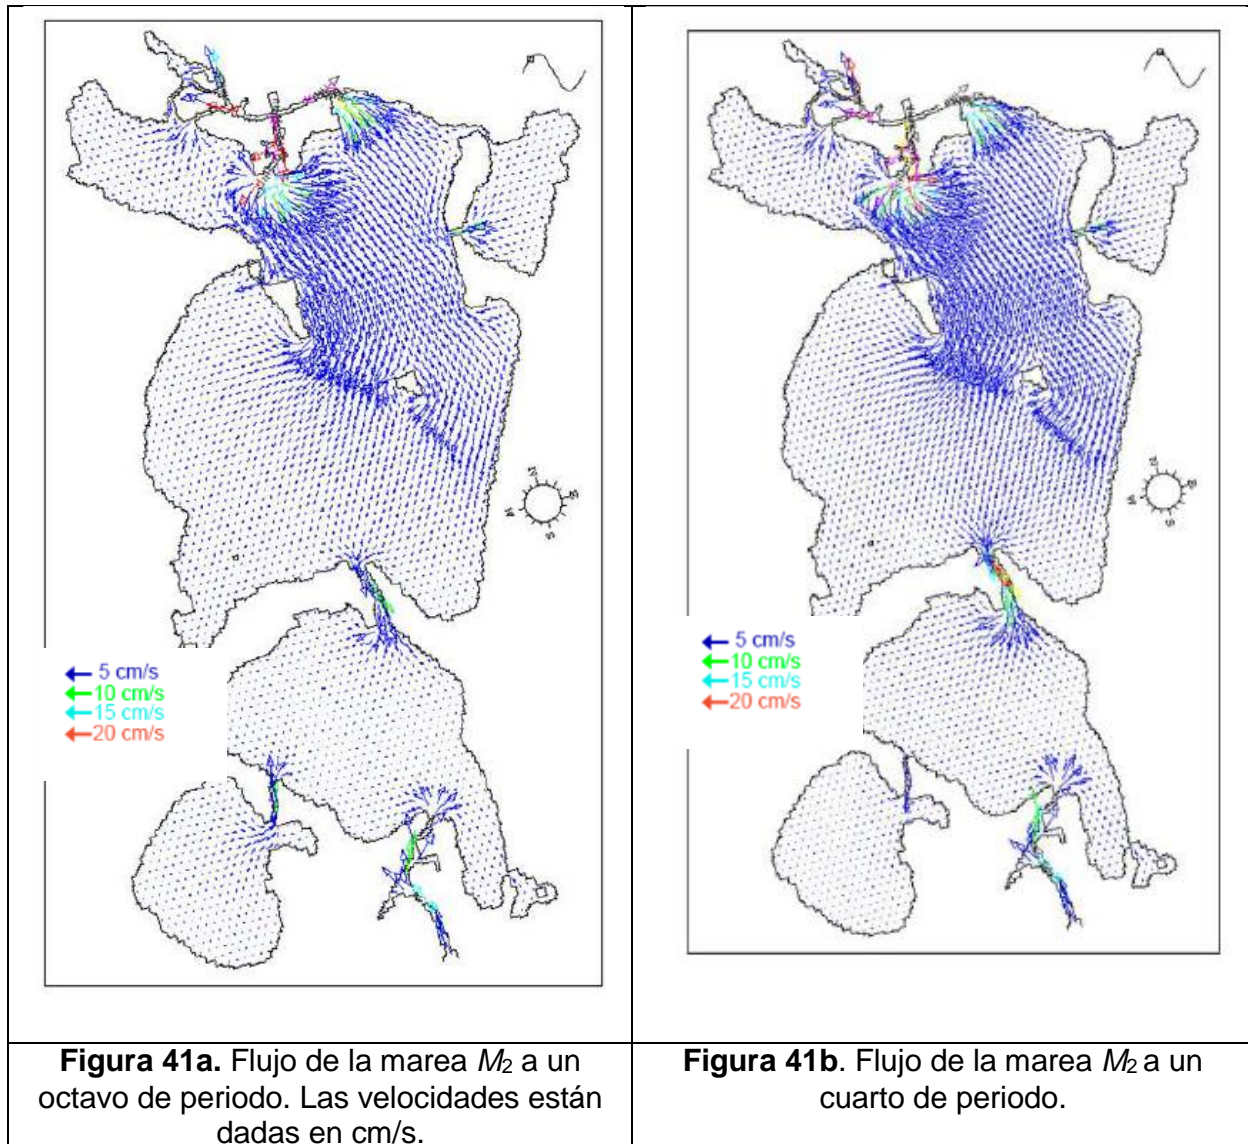 5 cm/s
10 cm/s
15 cm/s
20 cm/s
Figura 41a. Flujo de la marea M2 a un
octavo de periodo. Las velocidades están
dadas en cm/s.
5 cm/s
10 cm/s
15 cm/s
20 cm/s
Figura 41b. Flujo de la marea M2 a un
cuarto de periodo.